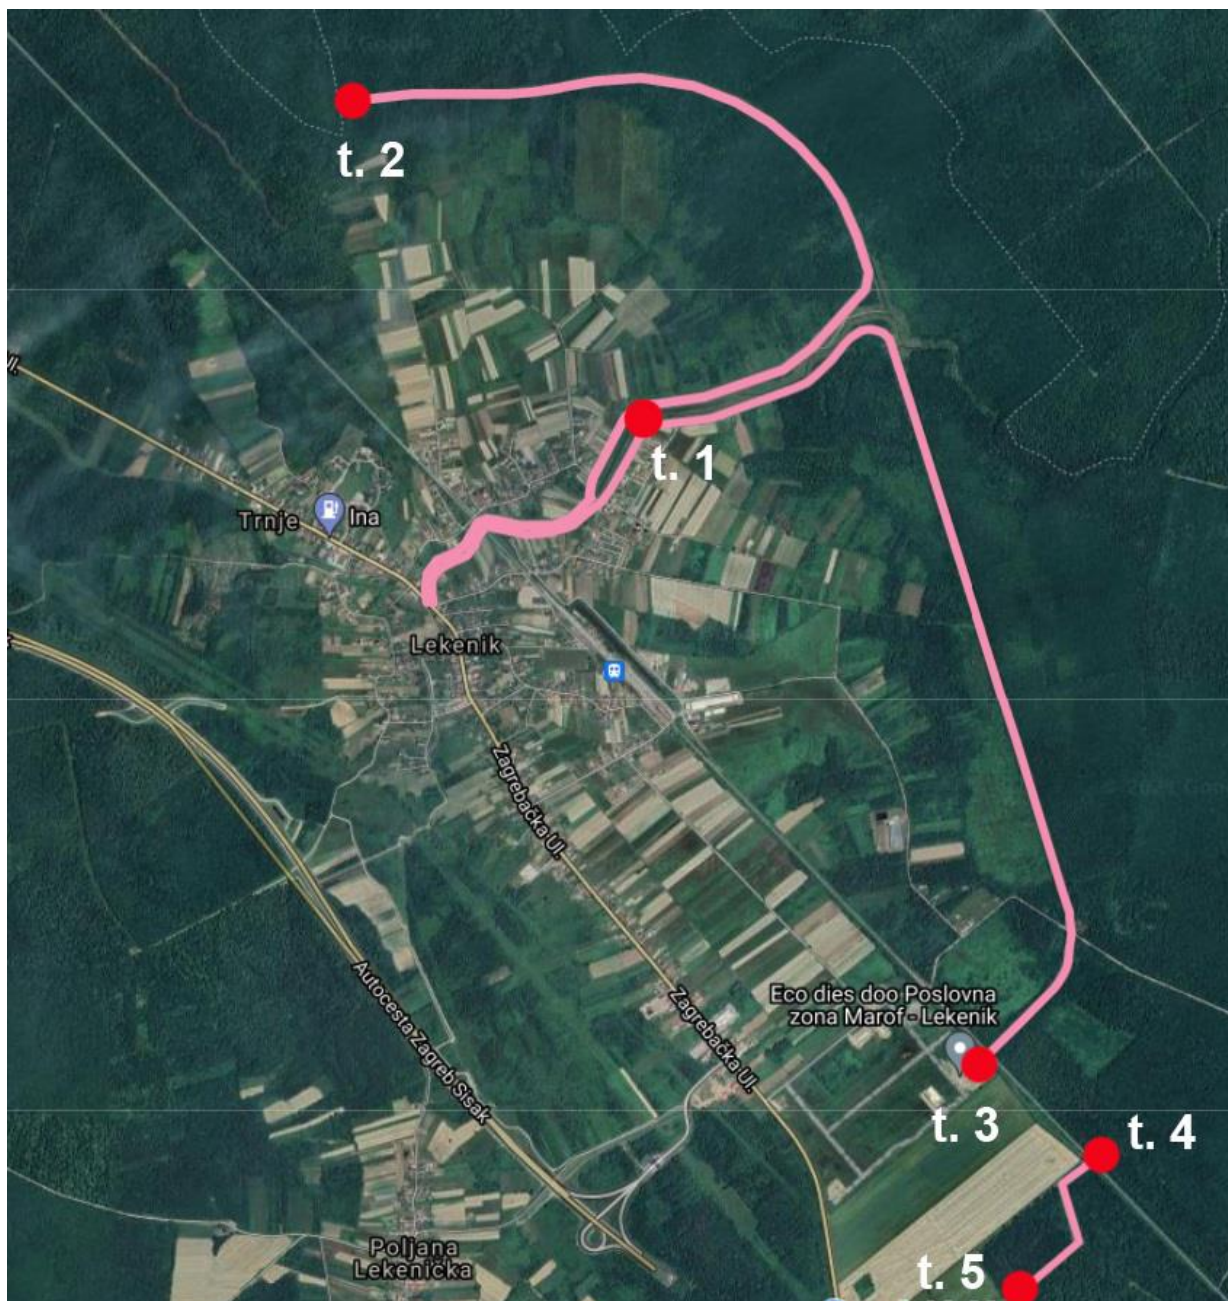 t. 2
Ul.
t. 1
Ina
Trnje
Lekenik
Zagrebačka Ul.
Autocesta Zagreb Sisak
Zagrebačka Ul.
Eco dies doo Poslovna
zona Marof - Lekenik
t. 3
t. 4
Poljana
Lekenička
t. 5